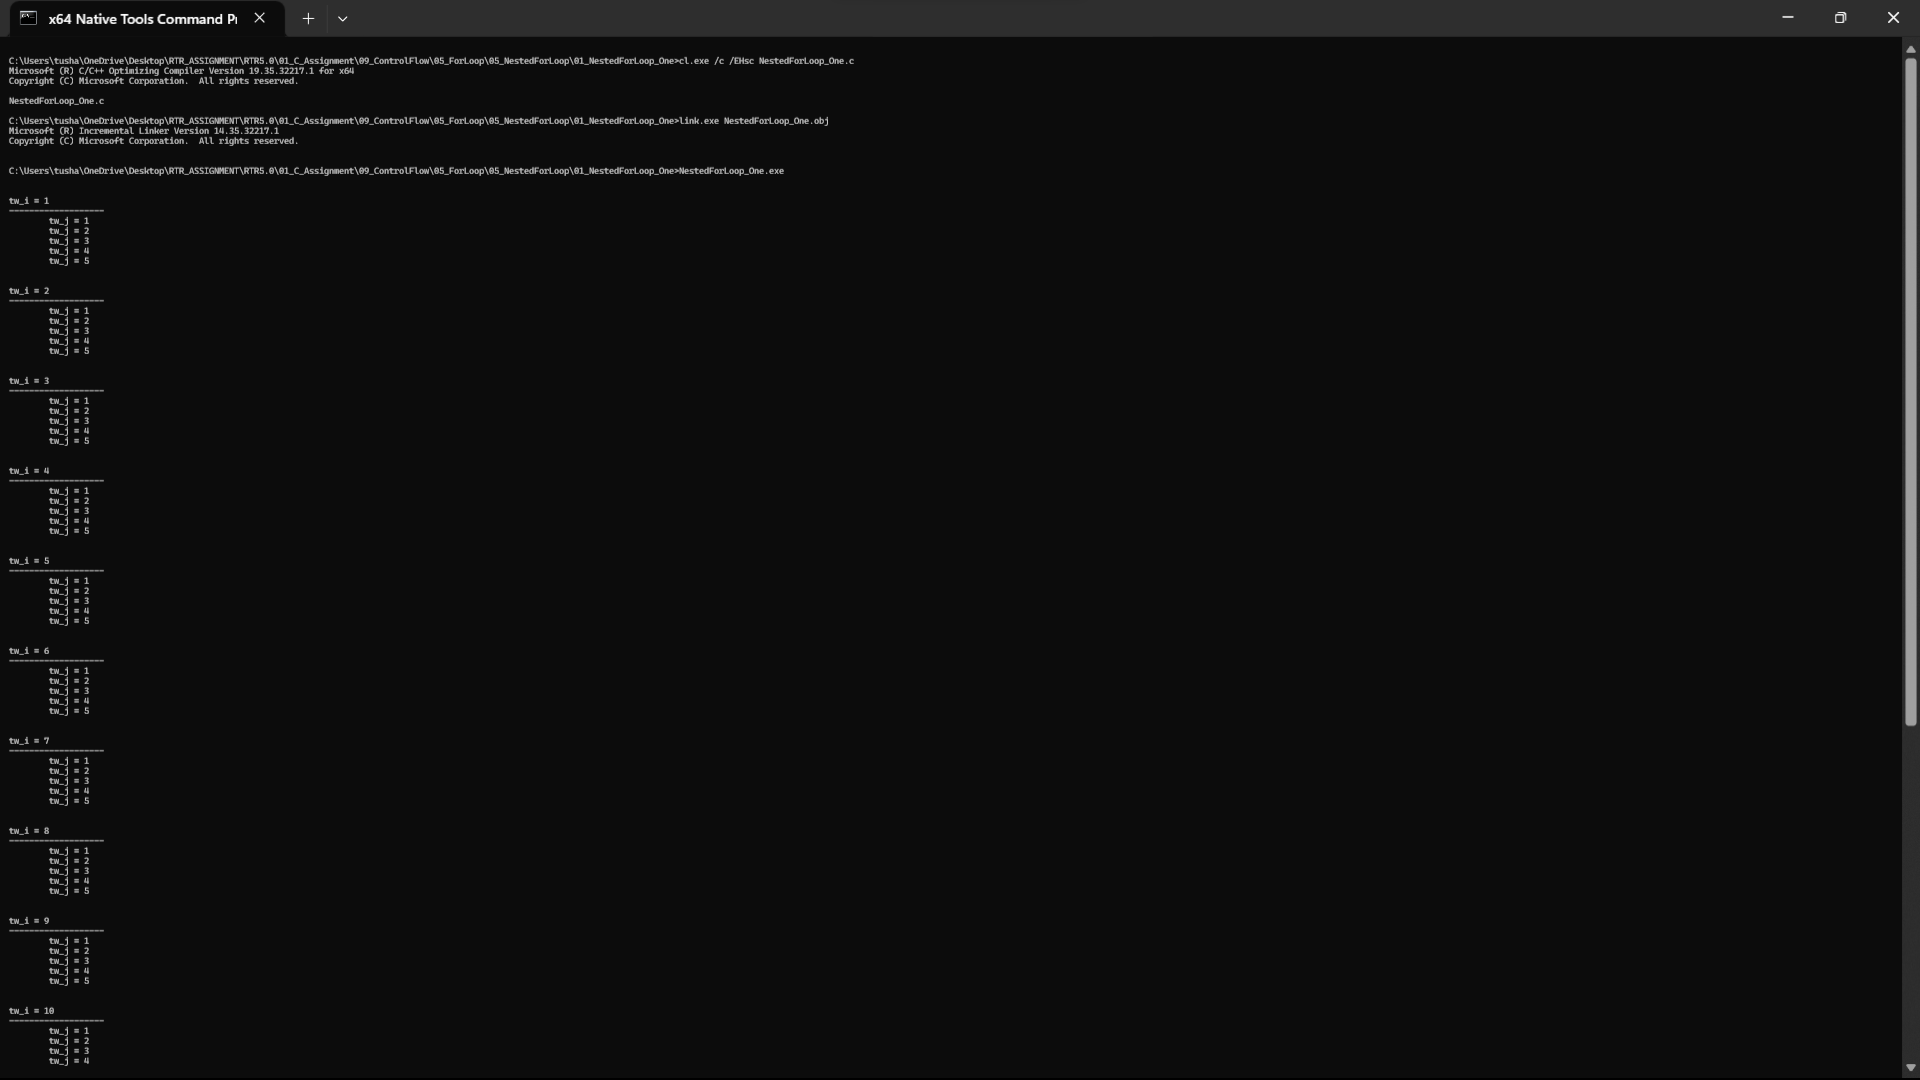 x64 Native Tools Command Pr
C:\Users\tusha\OneDrive\Desktop\RTR_ASSIGNMENT\RTR5.0\01_C_Assignment\09_ControlFlow\05_ForLoop\05_NestedForLoop\01_NestedForLoop_One>cl.exe /c /EHsc NestedForLoop_One.c
Microsoft (R) C/C++ Optimizing Compiler Version 19.35.32217.1 for x64
Copyright (C) Microsoft Corporation.  All rights reserved.
NestedForLoop_One.c
C:\Users\tusha\OneDrive\Desktop\RTR_ASSIGNMENT\RTR5.0\01_C_Assignment\09_ControlFlow\05_ForLoop\05_NestedForLoop\01_NestedForLoop_One>link.exe NestedForLoop_One.obj
Microsoft (R) Incremental Linker Version 14.35.32217.1
Copyright (C) Microsoft Corporation.  All rights reserved.
C:\Users\tusha\OneDrive\Desktop\RTR_ASSIGNMENT\RTR5.0\01_C_Assignment\09_ControlFlow\05_ForLoop\05_NestedForLoop\01_NestedForLoop_One>NestedForLoop_One.exe
tw_i = 1
-------------------
tw_j = 1
tw_j = 2
tw_j = 3
tw_j = 4
tw_j = 5
tw_i = 2
-------------------
tw_j = 1
tw_j = 2
tw_j = 3
tw_j = 4
tw_j = 5
tw_i = 3
-------------------
tw_j = 1
tw_j = 2
tw_j = 3
tw_j = 4
tw_j = 5
tw_i = 4
-------------------
tw_j = 1
tw_j = 2
tw_j = 3
tw_j = 4
tw_j = 5
tw_i = 5
-------------------
tw_j = 1
tw_j = 2
tw_j = 3
tw_j = 4
tw_j = 5
tw_i = 6
-------------------
tw_j = 1
tw_j = 2
tw_j = 3
tw_j = 4
tw_j = 5
tw_i = 7
-------------------
tw_j = 1
tw_j = 2
tw_j = 3
tw_j = 4
tw_j = 5
tw_i = 8
-------------------
tw_j = 1
tw_j = 2
tw_j = 3
tw_j = 4
tw_j = 5
tw_i = 9
-------------------
tw_j = 1
tw_j = 2
tw_j = 3
tw_j = 4
tw_j = 5
tw_i = 10
-------------------
tw_j = 1
tw_j = 2
tw_j = 3
tw_j = 4